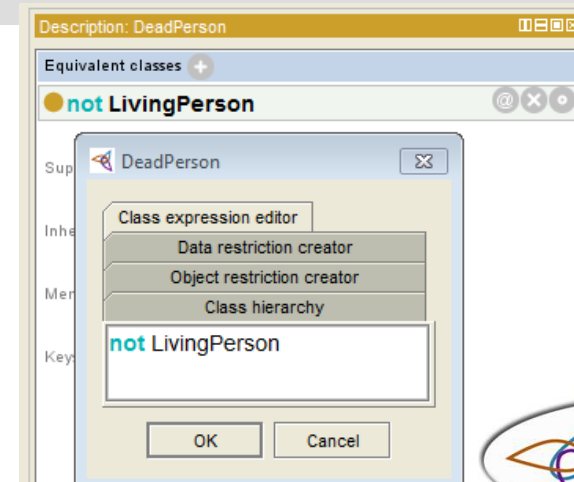 Description: DeadPerson
Equivalent classes
not LivingPerson
Sup
DeadPerson
Inhe
Class expression editor
Data restriction creator
Object restriction creator
Mer
Class hierarchy
not LivingPerson
Keys
OK Cancel